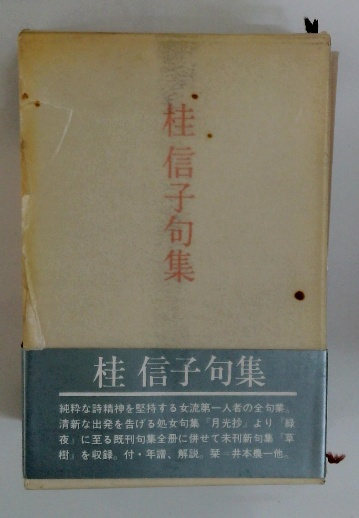 桂信子句集
桂 信子句集
純粋な詩精神を堅持する女流第一人者の全句業。
清新な出発を告げる処女句集「月光抄」より「緑
夜」に至る既刊句集全冊に併せて未刊新句集「草
樹」を収録。付・年譜、解説。栞=井本農一他。